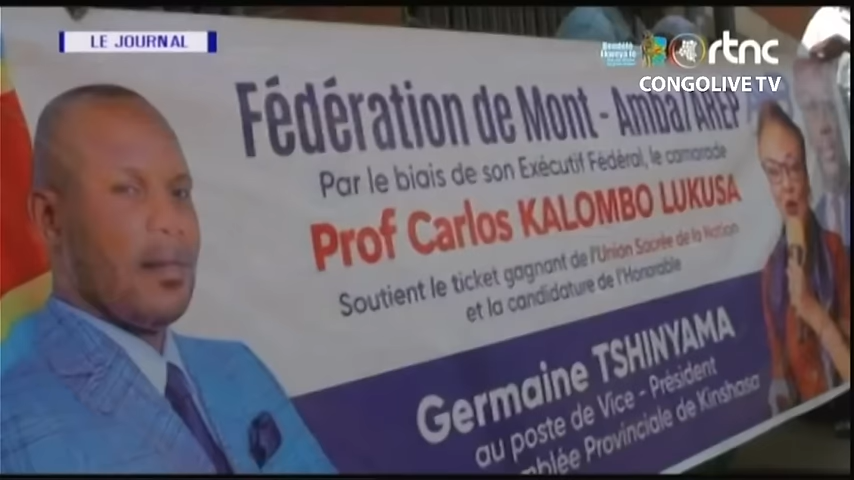 LE JOURNAL
rtnc
CONGOLIVE TV
Fédération de Mont - Amba/AREP
Par le biais de son Exécutif Fédéral, le camarade
Prof Carlos KALOMBO LUKUSA
Soutient le ticket gagnant de l'Union Sacrée de la Nation
et la candidature de l'Honorable
Germaine TSHINYAMA
au poste de Vice - Président
mblée Provinciale de Kinshasa